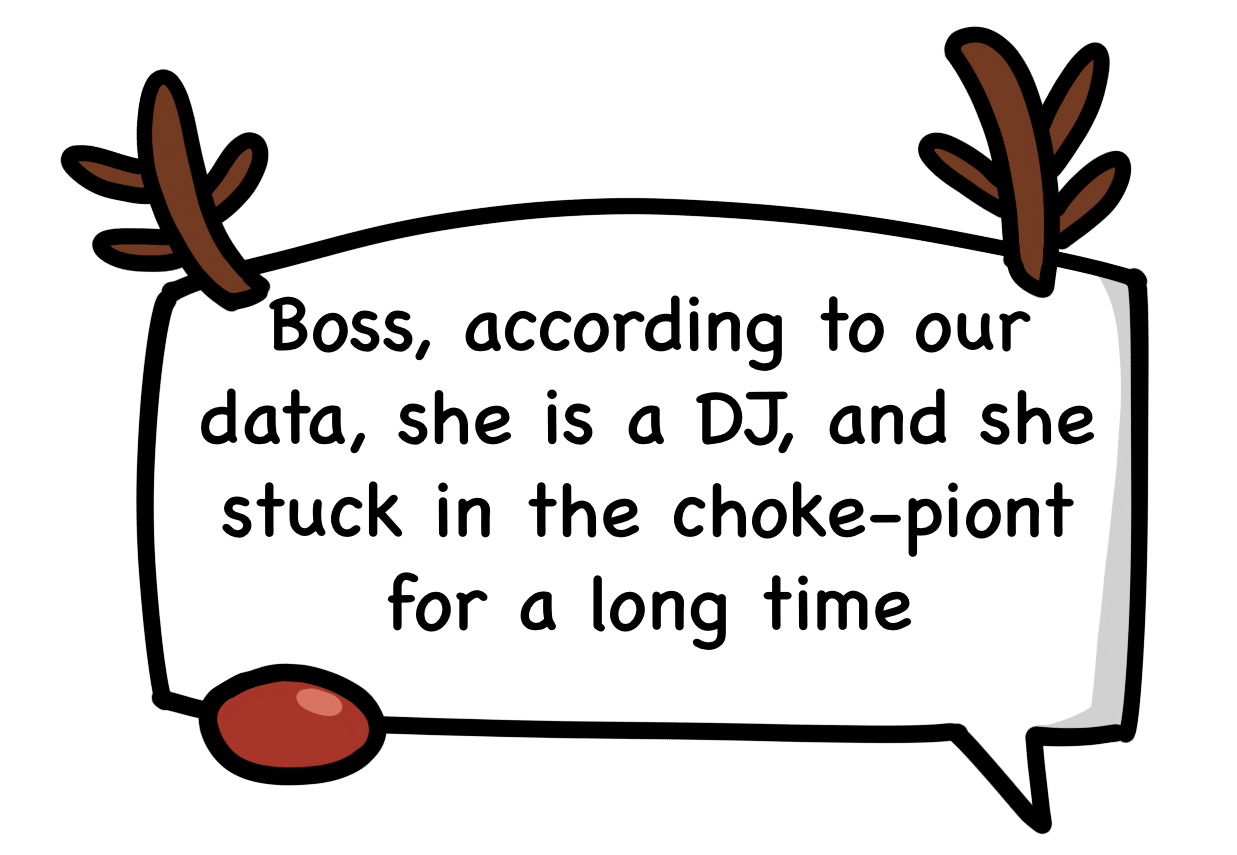 Boss, according to our
data, she is a DJ, and she
stuck in the choke-piont
for a long time